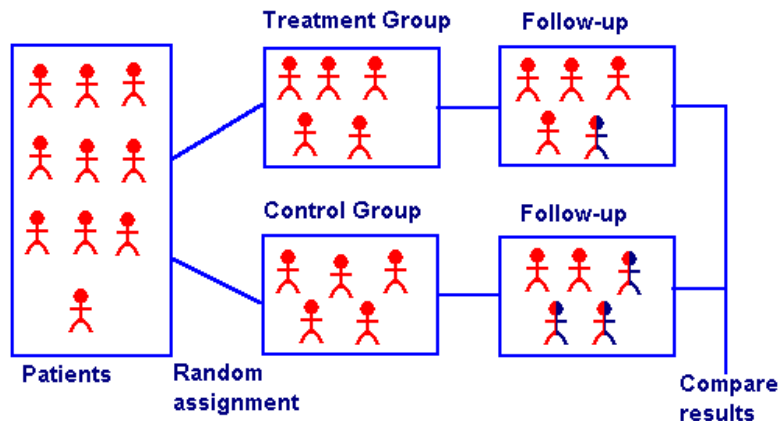 Treatment Group
Follow-up
Control Group
Follow-up
Patients
Random
assignment
Compare
results